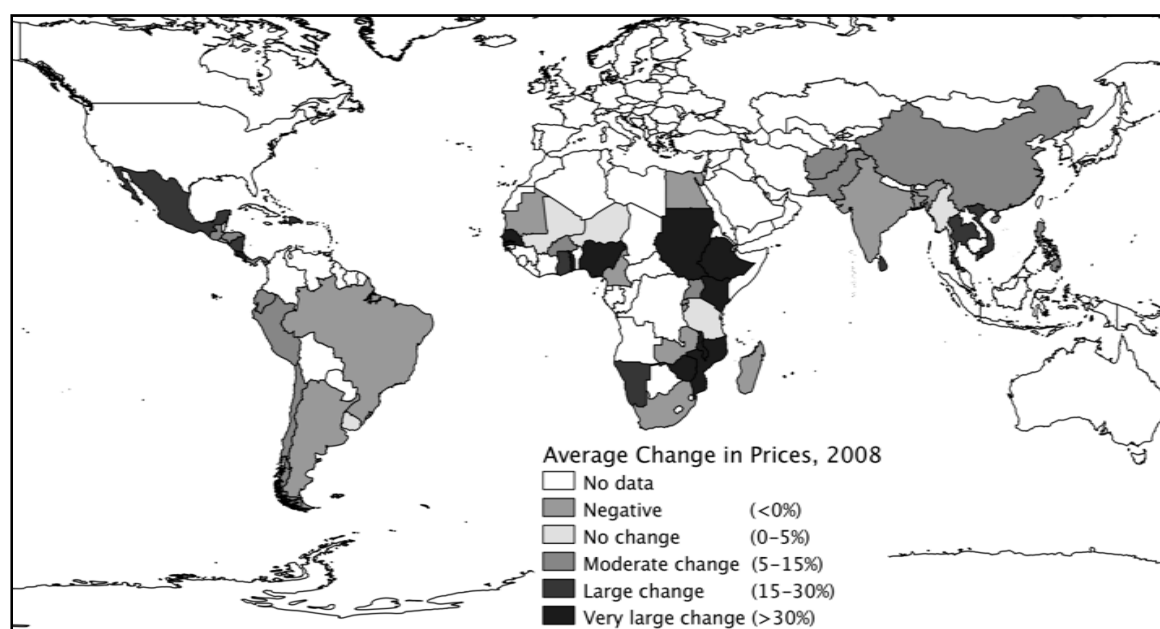 Average Change in Prices, 2008
No data
Negative (<0%)
No change (0-5%)
Moderate change (5-15%)
Large change (15-30%)
Very large change (>30%)